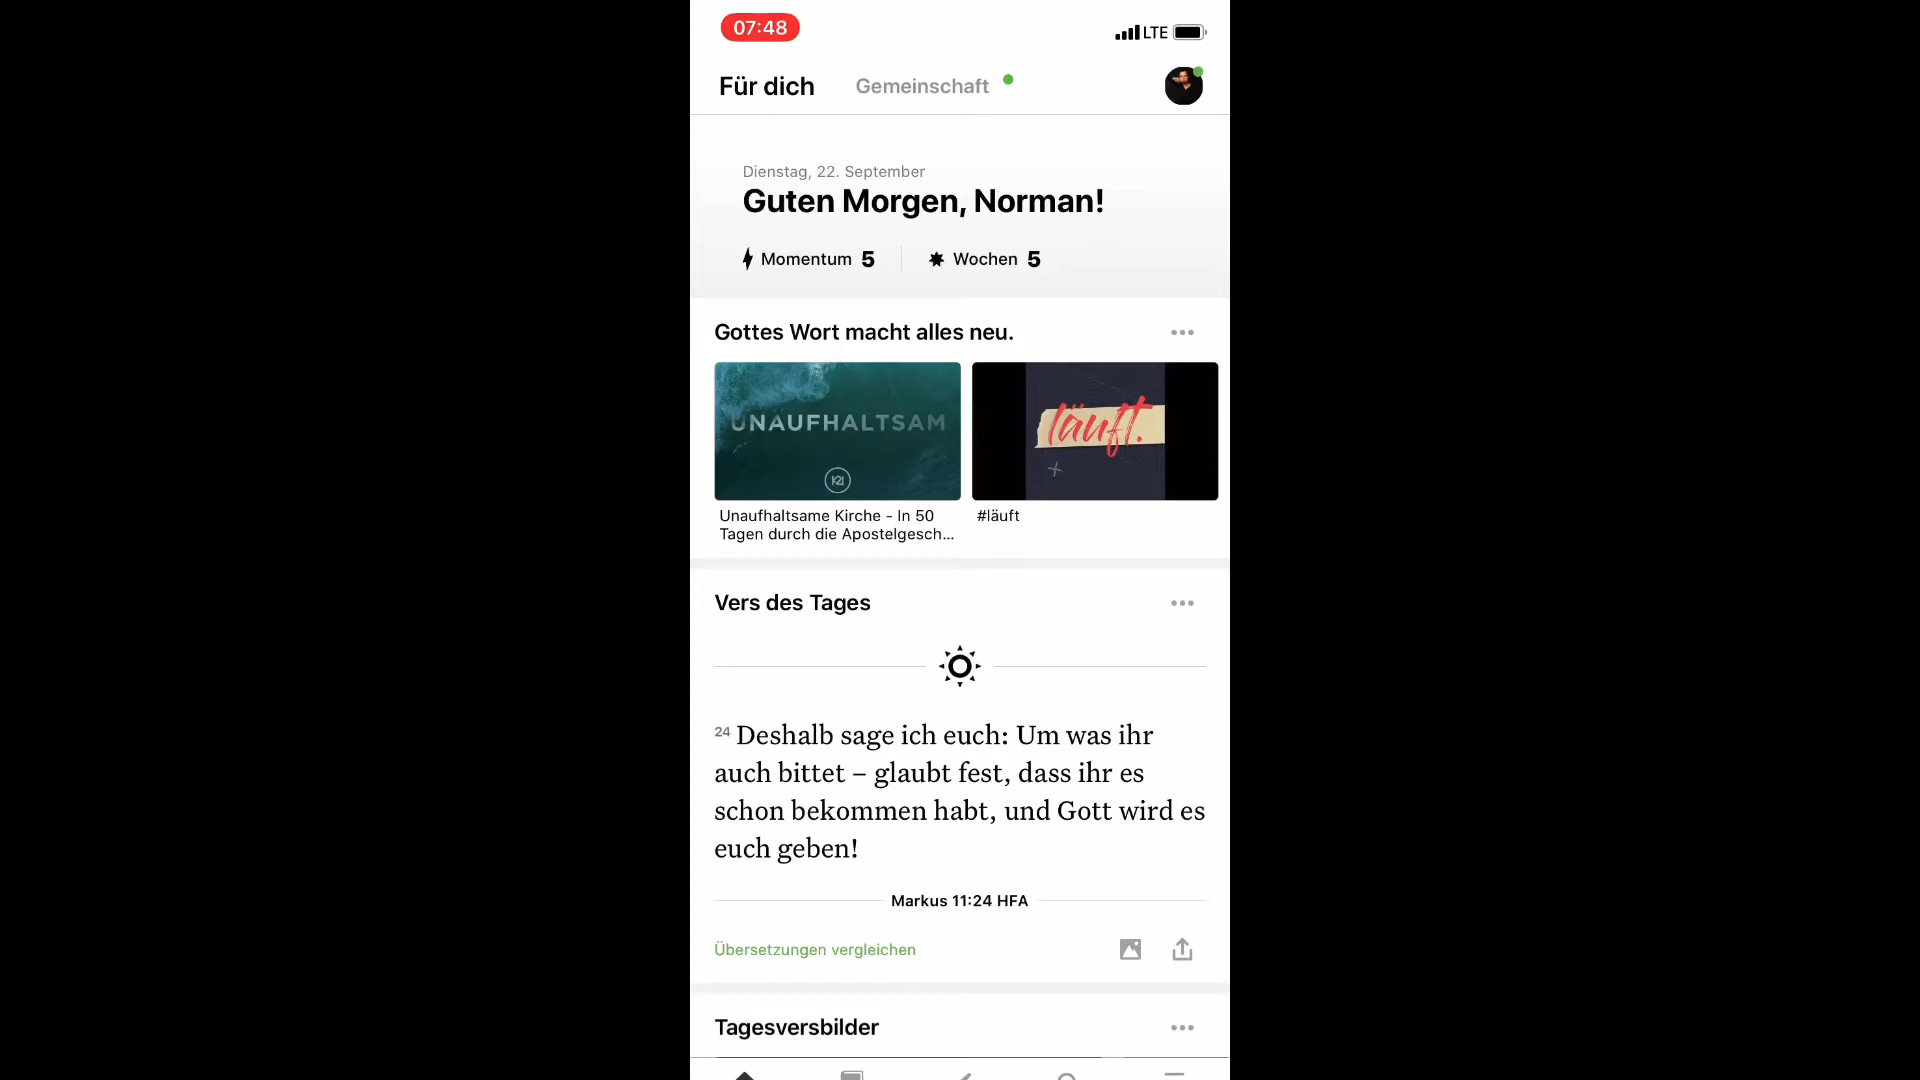 07:48
LTE
Für dich
Gemeinschaft
Dienstag, 22. September
Guten Morgen, Norman!
Momentum 5
Wochen 5
Gottes Wort macht alles neu.
UNAUFHALTSAM
K21
läuft.
Unaufhaltsame Kirche - In 50
Tagen durch die Apostelgesch...
#läuft
Vers des Tages
24 Deshalb sage ich euch: Um was ihr
auch bittet – glaubt fest, dass ihr es
schon bekommen habt, und Gott wird es
euch geben!
Markus 11:24 HFA
Übersetzungen vergleichen
Tagesversbilder